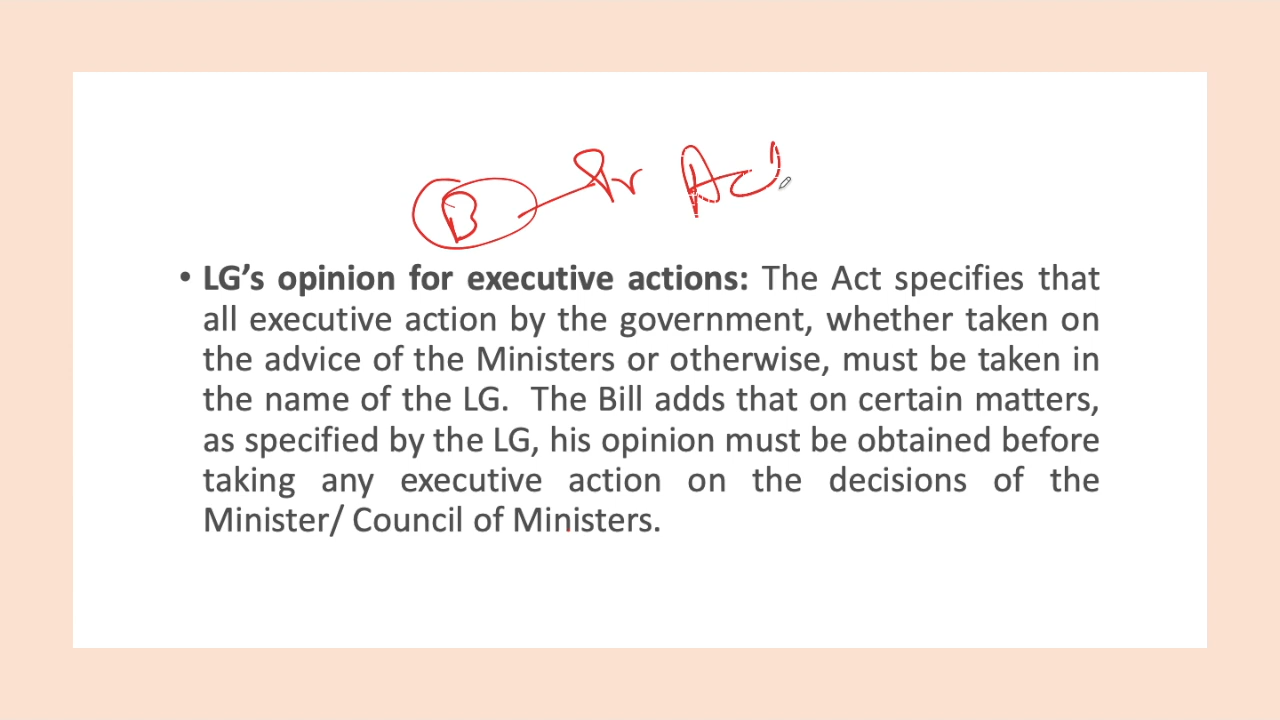 B Pr Act
• LG’s opinion for executive actions: The Act specifies that
all executive action by the government, whether taken on
the advice of the Ministers or otherwise, must be taken in
the name of the LG. The Bill adds that on certain matters,
as specified by the LG, his opinion must be obtained before
taking any executive action on the decisions of the
Minister/ Council of Ministers.